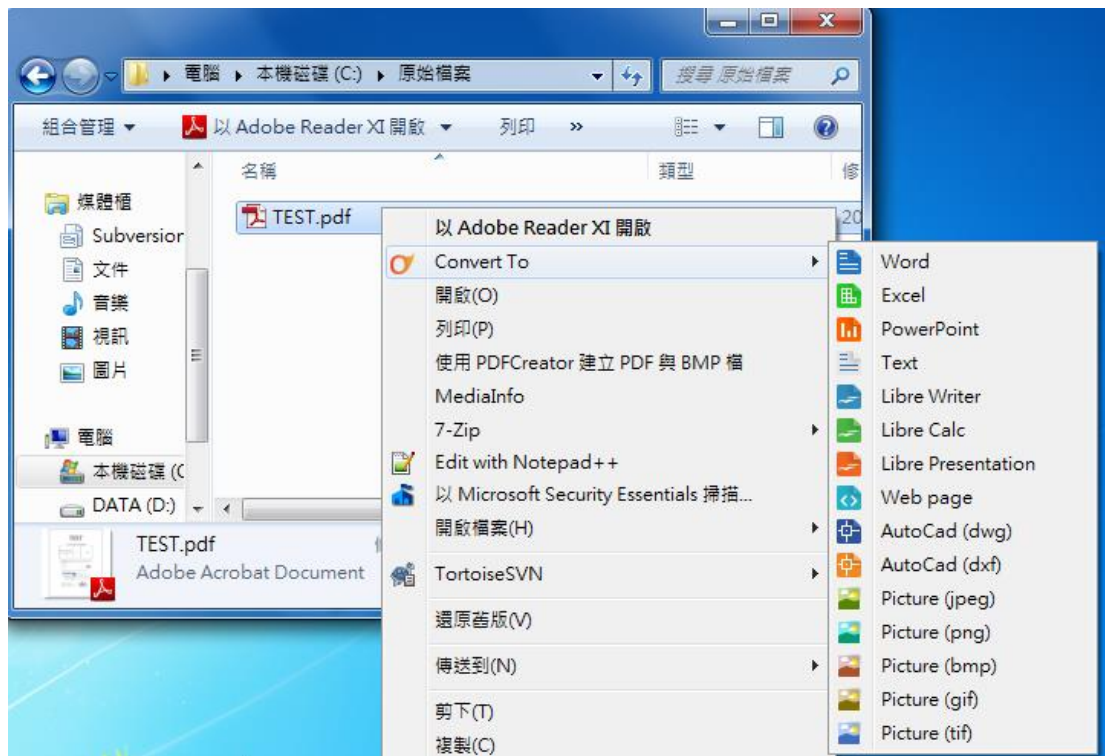 電腦 ▸ 本機磁碟 (C:) ▸ 原始檔案
搜尋 原始檔案
組合管理
以 Adobe Reader XI 開啟
列印
»
名稱
類型
修
媒體櫃
Subversion
文件
音樂
視訊
圖片
電腦
本機磁碟 (C
DATA (D:)
TEST.pdf
20
TEST.pdf
修
Adobe Acrobat Document
以 Adobe Reader XI 開啟
Convert To
開啟(O)
列印(P)
使用 PDFCreator 建立 PDF 與 BMP 檔
MediaInfo
7-Zip
Edit with Notepad++
以 Microsoft Security Essentials 掃描...
開啟檔案(H)
TortoiseSVN
還原舊版(V)
傳送到(N)
剪下(T)
複製(C)
Word
Excel
PowerPoint
Text
Libre Writer
Libre Calc
Libre Presentation
Web page
AutoCad (dwg)
AutoCad (dxf)
Picture (jpeg)
Picture (png)
Picture (bmp)
Picture (gif)
Picture (tif)